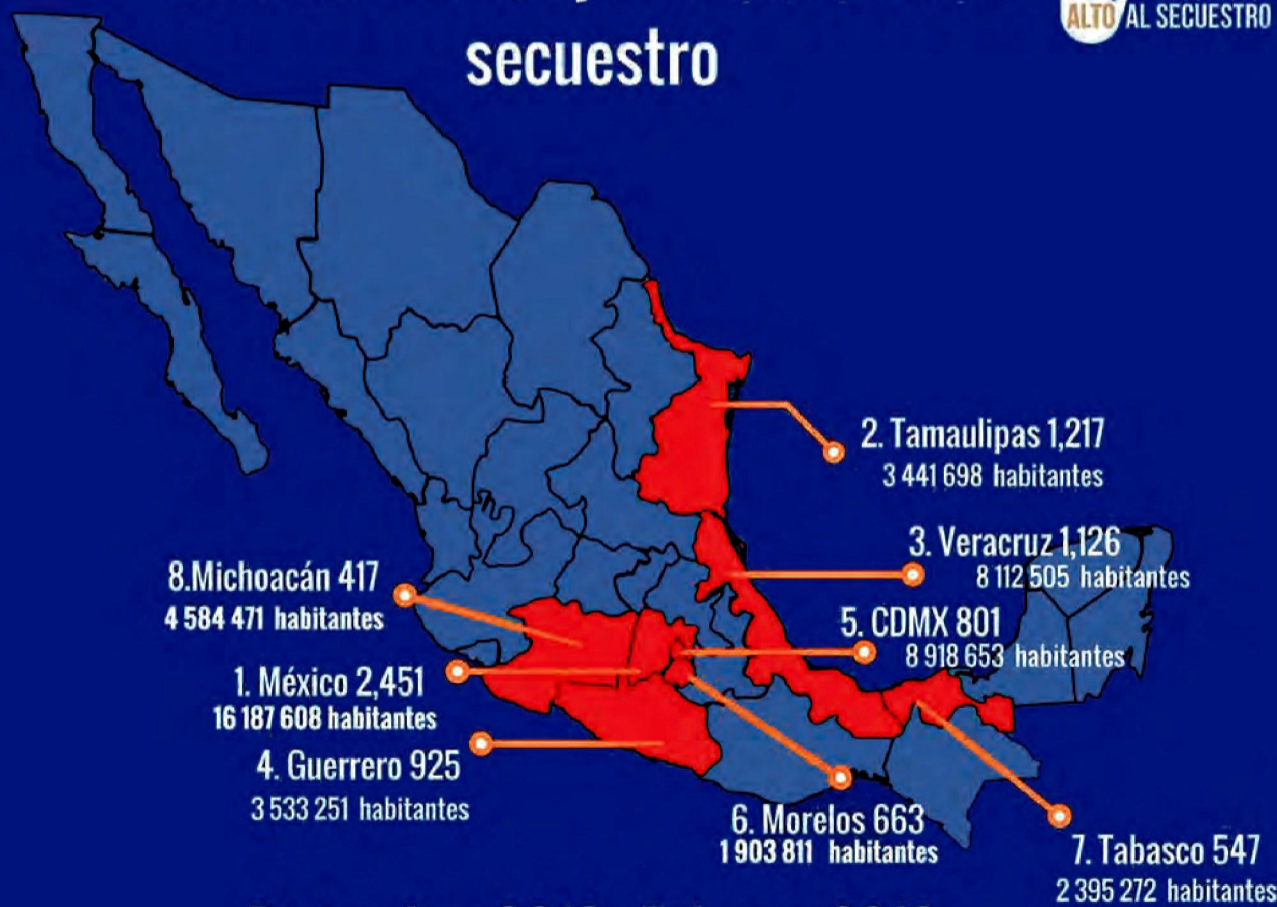 ALTO AL SECUESTRO
secuestro
2. Tamaulipas 1,217
3 441 698 habitantes
3. Veracruz 1,126
8 112 505 habitantes
8.Michoacán 417
4 584 471 habitantes
5. CDMX 801
8 918 653 habitantes
1. México 2,451
16 187 608 habitantes
4. Guerrero 925
3 533 251 habitantes
6. Morelos 663
1 903 811 habitantes
7. Tabasco 547
2 395 272 habitantes